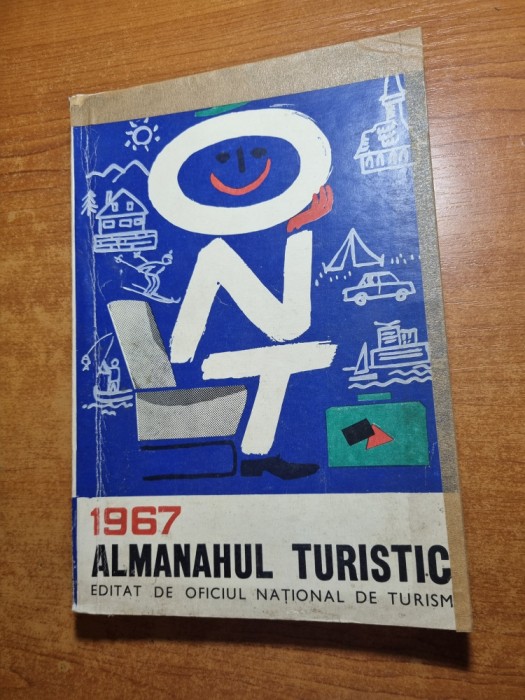 ONT
1967
ALMANAHUL TURISTIC
EDITAT DE OFICIUL NAȚIONAL DE TURISM